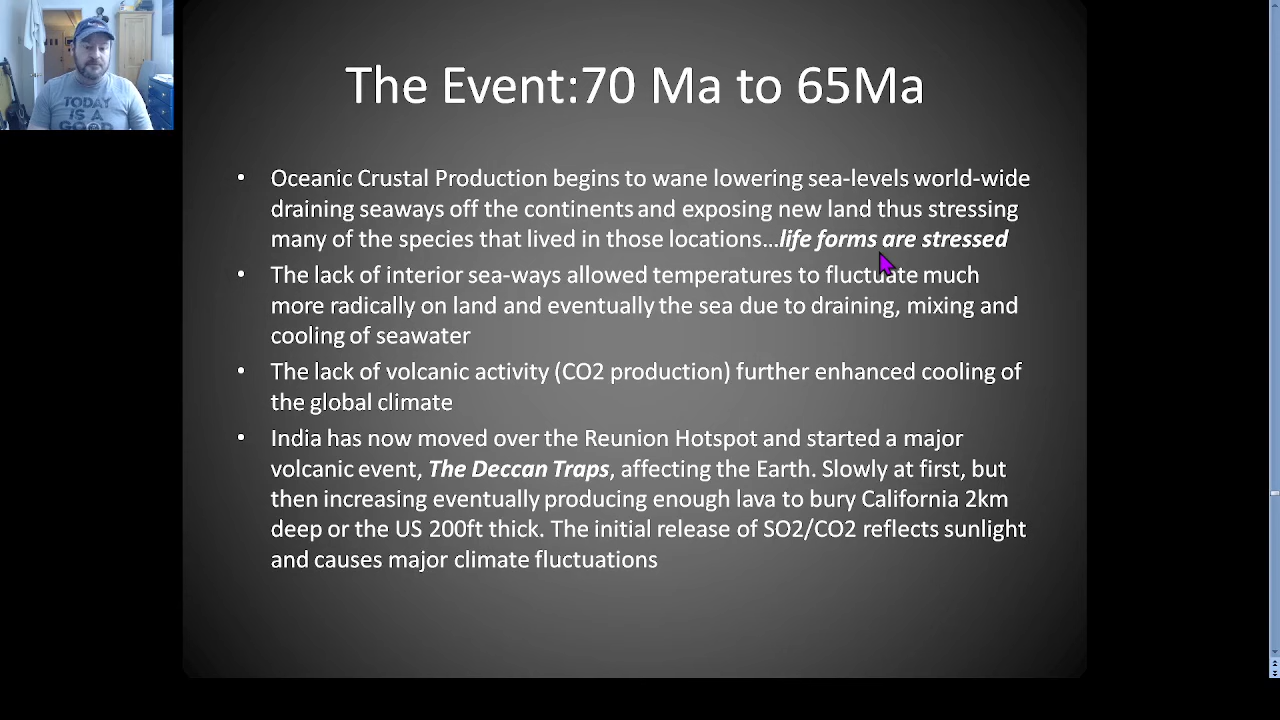 TODAY
IS A
GOOD
The Event:70 Ma to 65Ma
• Oceanic Crustal Production begins to wane lowering sea-levels world-wide
draining seaways off the continents and exposing new land thus stressing
many of the species that lived in those locations…life forms are stressed
• The lack of interior sea-ways allowed temperatures to fluctuate much
more radically on land and eventually the sea due to draining, mixing and
cooling of seawater
• The lack of volcanic activity (CO2 production) further enhanced cooling of
the global climate
• India has now moved over the Reunion Hotspot and started a major
volcanic event, The Deccan Traps, affecting the Earth. Slowly at first, but
then increasing eventually producing enough lava to bury California 2km
deep or the US 200ft thick. The initial release of SO2/CO2 reflects sunlight
and causes major climate fluctuations